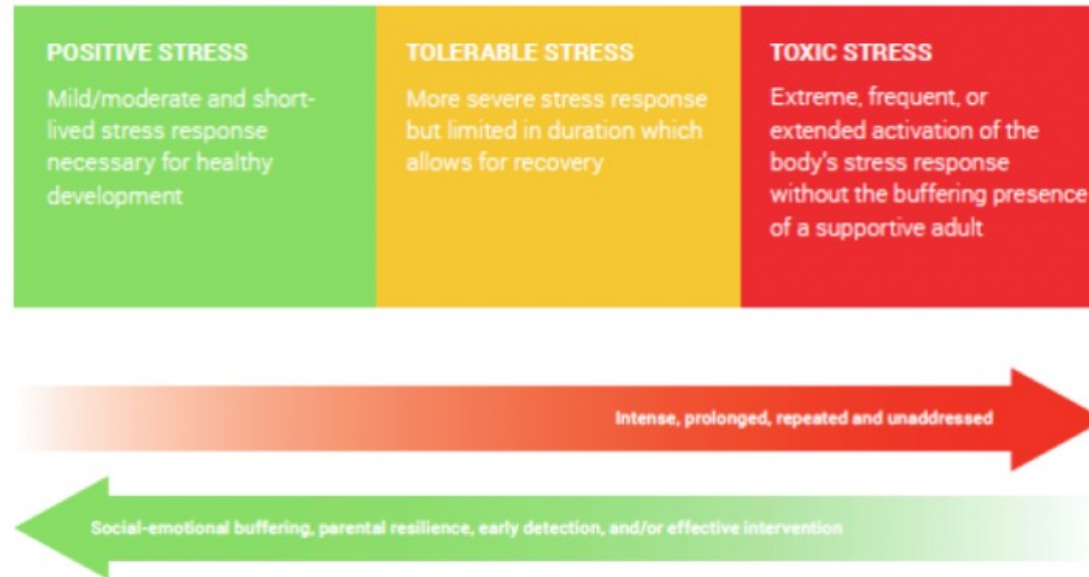 POSITIVE STRESS
Mild/moderate and short-
lived stress response
necessary for healthy
development
TOLERABLE STRESS
More severe stress response
but limited in duration which
allows for recovery
TOXIC STRESS
Extreme, frequent, or
extended activation of the
body's stress response
without the buffering presence
of a supportive adult
Intense, prolonged, repeated and unaddressed
Social-emotional buffering, parental resilience, early detection, and/or effective intervention